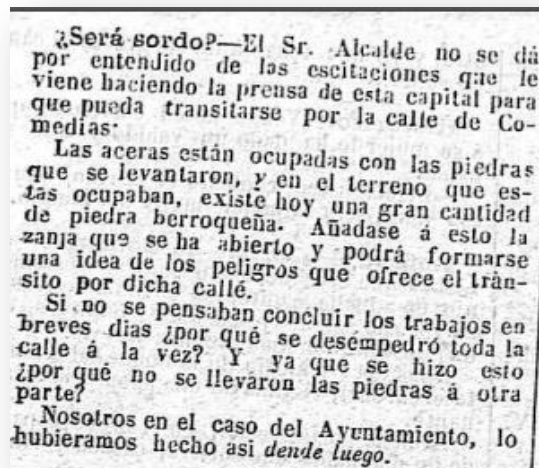 ¿Será sordo?—El Sr. Alcalde no se dá
por entendido de las escitaciones que le
viene haciendo la prensa de esta capital para
que pueda transitarse por la calle de Co-
medias.
Las aceras están ocupadas con las piedras
que se levantaron, y en el terreno que es-
tas ocupaban, existe hoy una gran cantidad
de piedra berroqueña. Añadase á esto la
zanja que se ha abierto y podrá formarse
una idea de los peligros que ofrece el trán-
sito por dicha calle.
Si no se pensaban concluir los trabajos en
breves dias ¿por qué se desempedró toda la
calle á la vez? Y ya que se hizo esto
¿por qué no se llevaron las piedras á otra
parte?
Nosotros en el caso del Ayuntamiento, lo
hubieramos hecho asi dende luego.